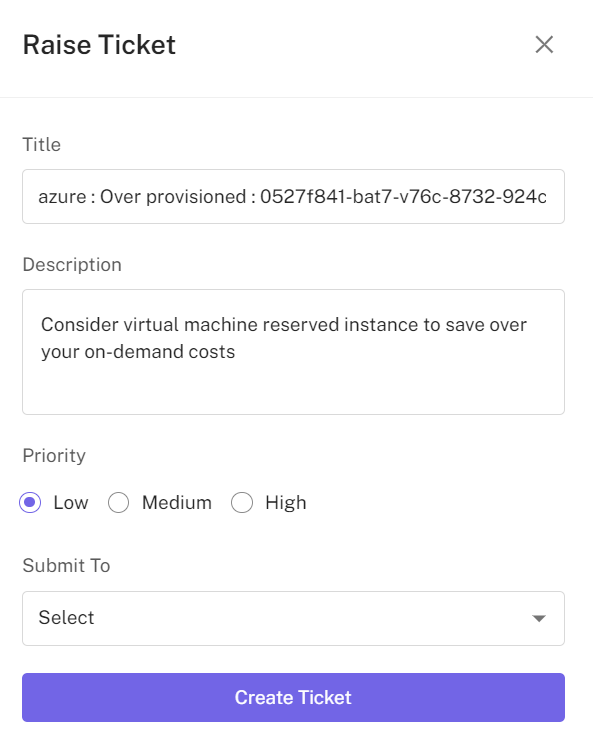 Raise Ticket
Title
azure : Over provisioned : 0527f841-bat7-v76c-8732-924c
Description
Consider virtual machine reserved instance to save over
your on-demand costs
Priority
Low Medium High
Submit To
Select
Create Ticket